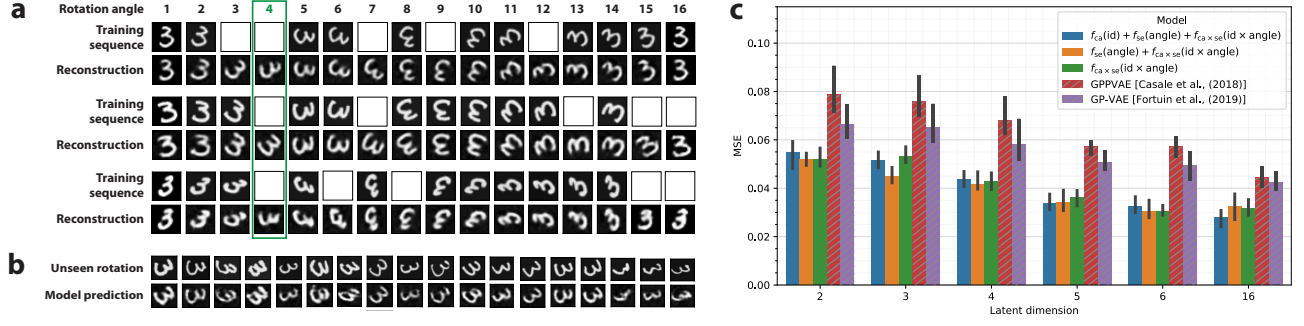 a
Rotation angle 1 2 3 4 5 6 7 8 9 10 11 12 13 14 15 16
Training
sequence
Reconstruction
Training
sequence
Reconstruction
Training
sequence
Reconstruction
b
Unseen rotation
Model prediction
c
Model
f_ca(id) + f_se(angle) + f_ca×se(id × angle)
f_se(angle) + f_ca×se(id × angle)
f_ca×se(id × angle)
GPPVAE [Casale et al., (2018)]
GP-VAE [Fortuin et al., (2019)]
MSE
0.10
0.08
0.06
0.04
0.02
0.00
2 3 4 5 6 16
Latent dimension